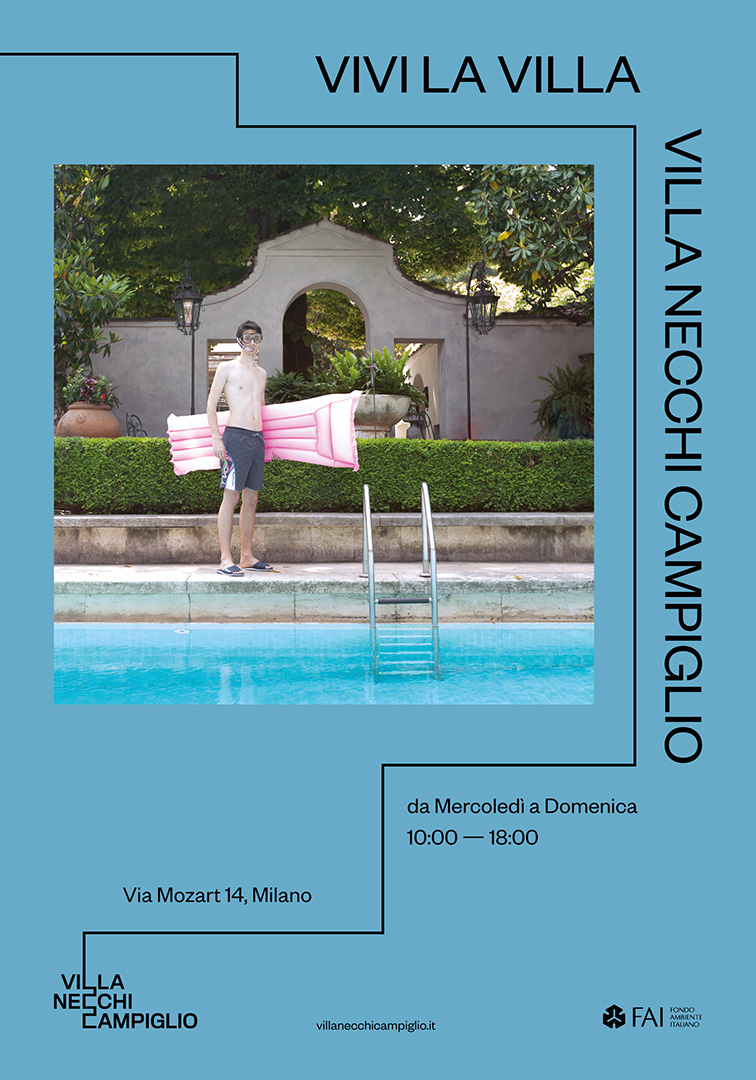 VIVI LA VILLA
VILLA NECCHI CAMPIGLIO
da Mercoledì a Domenica
10:00 — 18:00
Via Mozart 14, Milano
VILLA
NECCHI
CAMPIGLIO
villanecchicampiglio.it
FAI
FONDO
AMBIENTE
ITALIANO